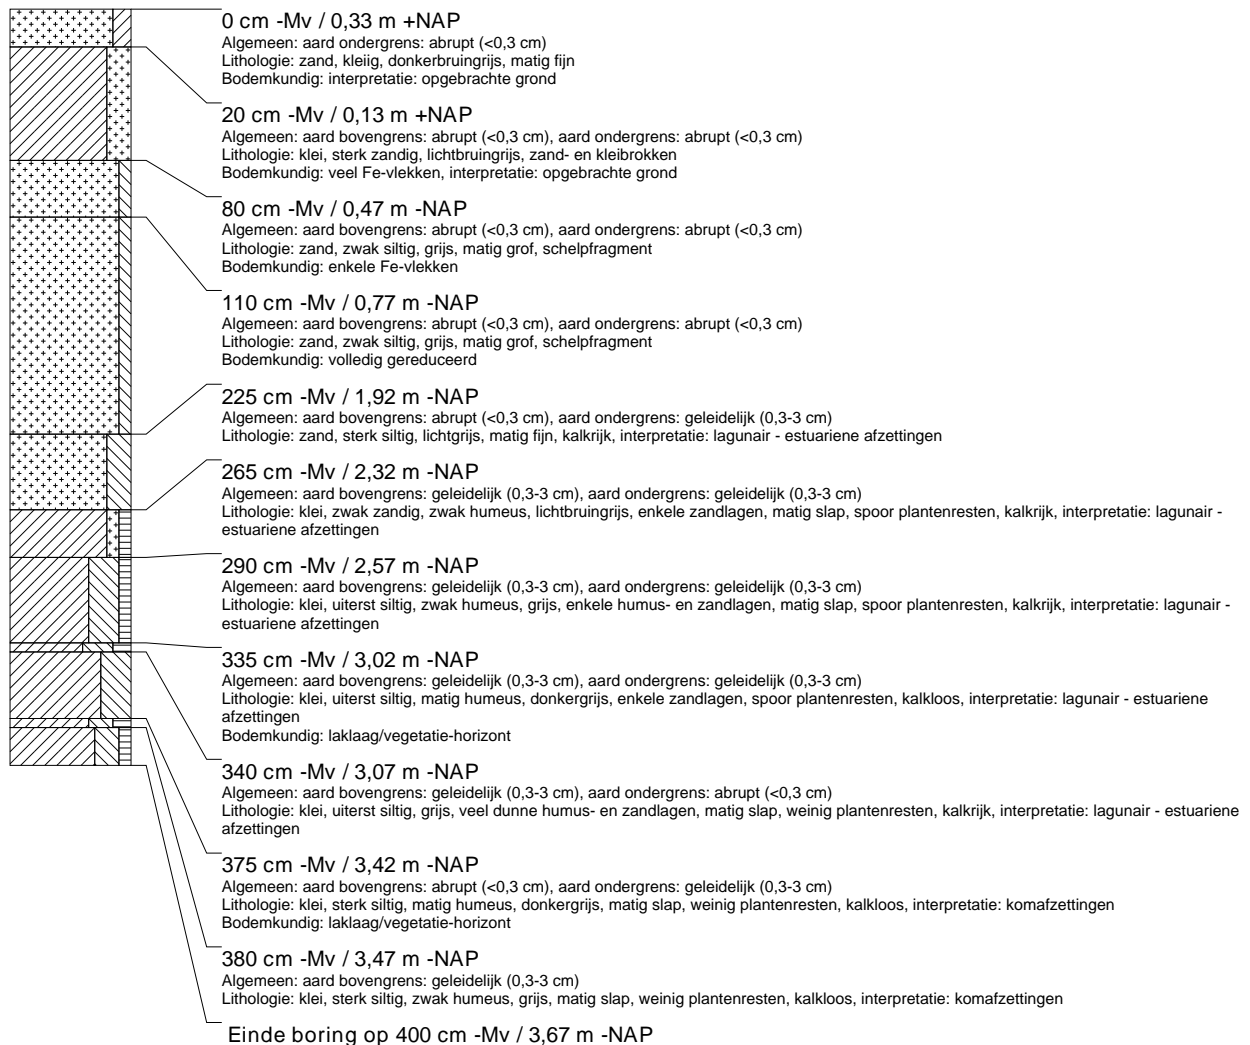 0 cm -Mv / 0,33 m +NAP
Algemeen: aard ondergrens: abrupt (<0,3 cm)
Lithologie: zand, kleiig, donkerbruingrijs, matig fijn
Bodemkundig: interpretatie: opgebrachte grond
20 cm -Mv / 0,13 m +NAP
Algemeen: aard bovengrens: abrupt (<0,3 cm), aard ondergrens: abrupt (<0,3 cm)
Lithologie: klei, sterk zandig, lichtbruingrijs, zand- en kleibrokken
Bodemkundig: veel Fe-vlekken, interpretatie: opgebrachte grond
80 cm -Mv / 0,47 m -NAP
Algemeen: aard bovengrens: abrupt (<0,3 cm), aard ondergrens: abrupt (<0,3 cm)
Lithologie: zand, zwak siltig, grijs, matig grof, schelpfragment
Bodemkundig: enkele Fe-vlekken
110 cm -Mv / 0,77 m -NAP
Algemeen: aard bovengrens: abrupt (<0,3 cm), aard ondergrens: abrupt (<0,3 cm)
Lithologie: zand, zwak siltig, grijs, matig grof, schelpfragment
Bodemkundig: volledig gereduceerd
225 cm -Mv / 1,92 m -NAP
Algemeen: aard bovengrens: abrupt (<0,3 cm), aard ondergrens: geleidelijk (0,3-3 cm)
Lithologie: zand, sterk siltig, lichtgrijs, matig fijn, kalkrijk, interpretatie: lagunair - estuariene afzettingen
265 cm -Mv / 2,32 m -NAP
Algemeen: aard bovengrens: geleidelijk (0,3-3 cm), aard ondergrens: geleidelijk (0,3-3 cm)
Lithologie: klei, zwak zandig, zwak humeus, lichtbruingrijs, enkele zandlagen, matig slap, spoor plantenresten, kalkrijk, interpretatie: lagunair -
estuariene afzettingen
290 cm -Mv / 2,57 m -NAP
Algemeen: aard bovengrens: geleidelijk (0,3-3 cm), aard ondergrens: geleidelijk (0,3-3 cm)
Lithologie: klei, uiterst siltig, zwak humeus, grijs, enkele humus- en zandlagen, matig slap, spoor plantenresten, kalkrijk, interpretatie: lagunair -
estuariene afzettingen
335 cm -Mv / 3,02 m -NAP
Algemeen: aard bovengrens: geleidelijk (0,3-3 cm), aard ondergrens: geleidelijk (0,3-3 cm)
Lithologie: klei, uiterst siltig, matig humeus, donkergrijs, enkele zandlagen, spoor plantenresten, kalkloos, interpretatie: lagunair - estuariene
afzettingen
Bodemkundig: laklaag/vegetatie-horizont
340 cm -Mv / 3,07 m -NAP
Algemeen: aard bovengrens: geleidelijk (0,3-3 cm), aard ondergrens: abrupt (<0,3 cm)
Lithologie: klei, uiterst siltig, grijs, veel dunne humus- en zandlagen, matig slap, weinig plantenresten, kalkrijk, interpretatie: lagunair - estuariene
afzettingen
375 cm -Mv / 3,42 m -NAP
Algemeen: aard bovengrens: abrupt (<0,3 cm), aard ondergrens: geleidelijk (0,3-3 cm)
Lithologie: klei, sterk siltig, matig humeus, donkergrijs, matig slap, weinig plantenresten, kalkloos, interpretatie: komafzettingen
Bodemkundig: laklaag/vegetatie-horizont
380 cm -Mv / 3,47 m -NAP
Algemeen: aard bovengrens: geleidelijk (0,3-3 cm)
Lithologie: klei, sterk siltig, zwak humeus, grijs, matig slap, weinig plantenresten, kalkloos, interpretatie: komafzettingen
Einde boring op 400 cm -Mv / 3,67 m -NAP